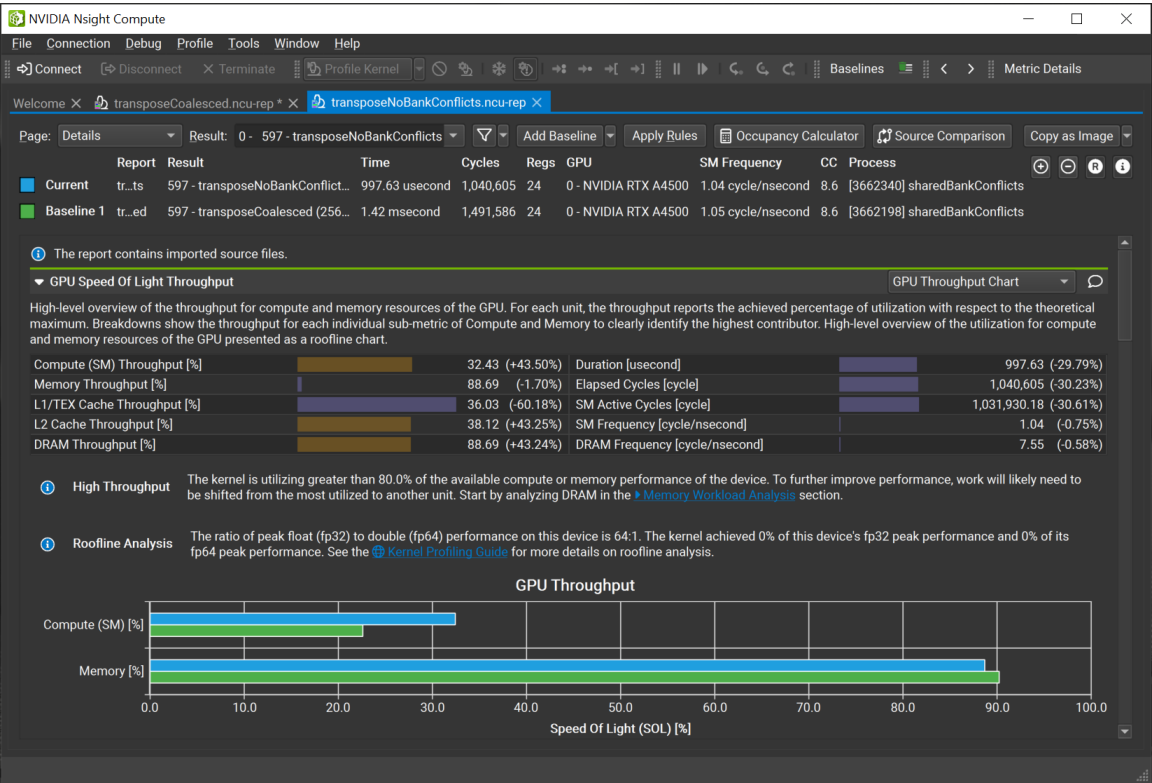 NVIDIA Nsight Compute
File Connection Debug Profile Tools Window Help
Connect Disconnect Terminate Profile Kernel Baselines Metric Details
Welcome transposeCoalesced.ncu-rep * transposeNoBankConflicts.ncu-rep
Page: Details Result: 0 - 597 - transposeNoBankConflicts Add Baseline Apply Rules Occupancy Calculator Source Comparison Copy as Image
Report Result Time Cycles Regs GPU SM Frequency CC Process
Current tr...ts 597 - transposeNoBankConflict... 997.63 usecond 1,040,605 24 0 - NVIDIA RTX A4500 1.04 cycle/nsecond 8.6 [3662340] sharedBankConflicts
Baseline 1 tr...ed 597 - transposeCoalesced (256... 1.42 msecond 1,491,586 24 0 - NVIDIA RTX A4500 1.05 cycle/nsecond 8.6 [3662198] sharedBankConflicts
The report contains imported source files.
GPU Speed Of Light Throughput GPU Throughput Chart
High-level overview of the throughput for compute and memory resources of the GPU. For each unit, the throughput reports the achieved percentage of utilization with respect to the theoretical
maximum. Breakdowns show the throughput for each individual sub-metric of Compute and Memory to clearly identify the highest contributor. High-level overview of the utilization for compute
and memory resources of the GPU presented as a roofline chart.
Compute (SM) Throughput [%] 32.43 (+43.50%) Duration [usecond] 997.63 (-29.79%)
Memory Throughput [%] 88.69 (-1.70%) Elapsed Cycles [cycle] 1,040,605 (-30.23%)
L1/TEX Cache Throughput [%] 36.03 (-60.18%) SM Active Cycles [cycle] 1,031,930.18 (-30.61%)
L2 Cache Throughput [%] 38.12 (+43.25%) SM Frequency [cycle/nsecond] 1.04 (-0.75%)
DRAM Throughput [%] 88.69 (+43.24%) DRAM Frequency [cycle/nsecond] 7.55 (-0.58%)
High Throughput The kernel is utilizing greater than 80.0% of the available compute or memory performance of the device. To further improve performance, work will likely need to
be shifted from the most utilized to another unit. Start by analyzing DRAM in the Memory Workload Analysis section.
Roofline Analysis The ratio of peak float (fp32) to double (fp64) performance on this device is 64:1. The kernel achieved 0% of this device's fp32 peak performance and 0% of its
fp64 peak performance. See the Kernel Profiling Guide for more details on roofline analysis.
GPU Throughput
Compute (SM) [%]
Memory [%]
0.0 10.0 20.0 30.0 40.0 50.0 60.0 70.0 80.0 90.0 100.0
Speed Of Light (SOL) [%]